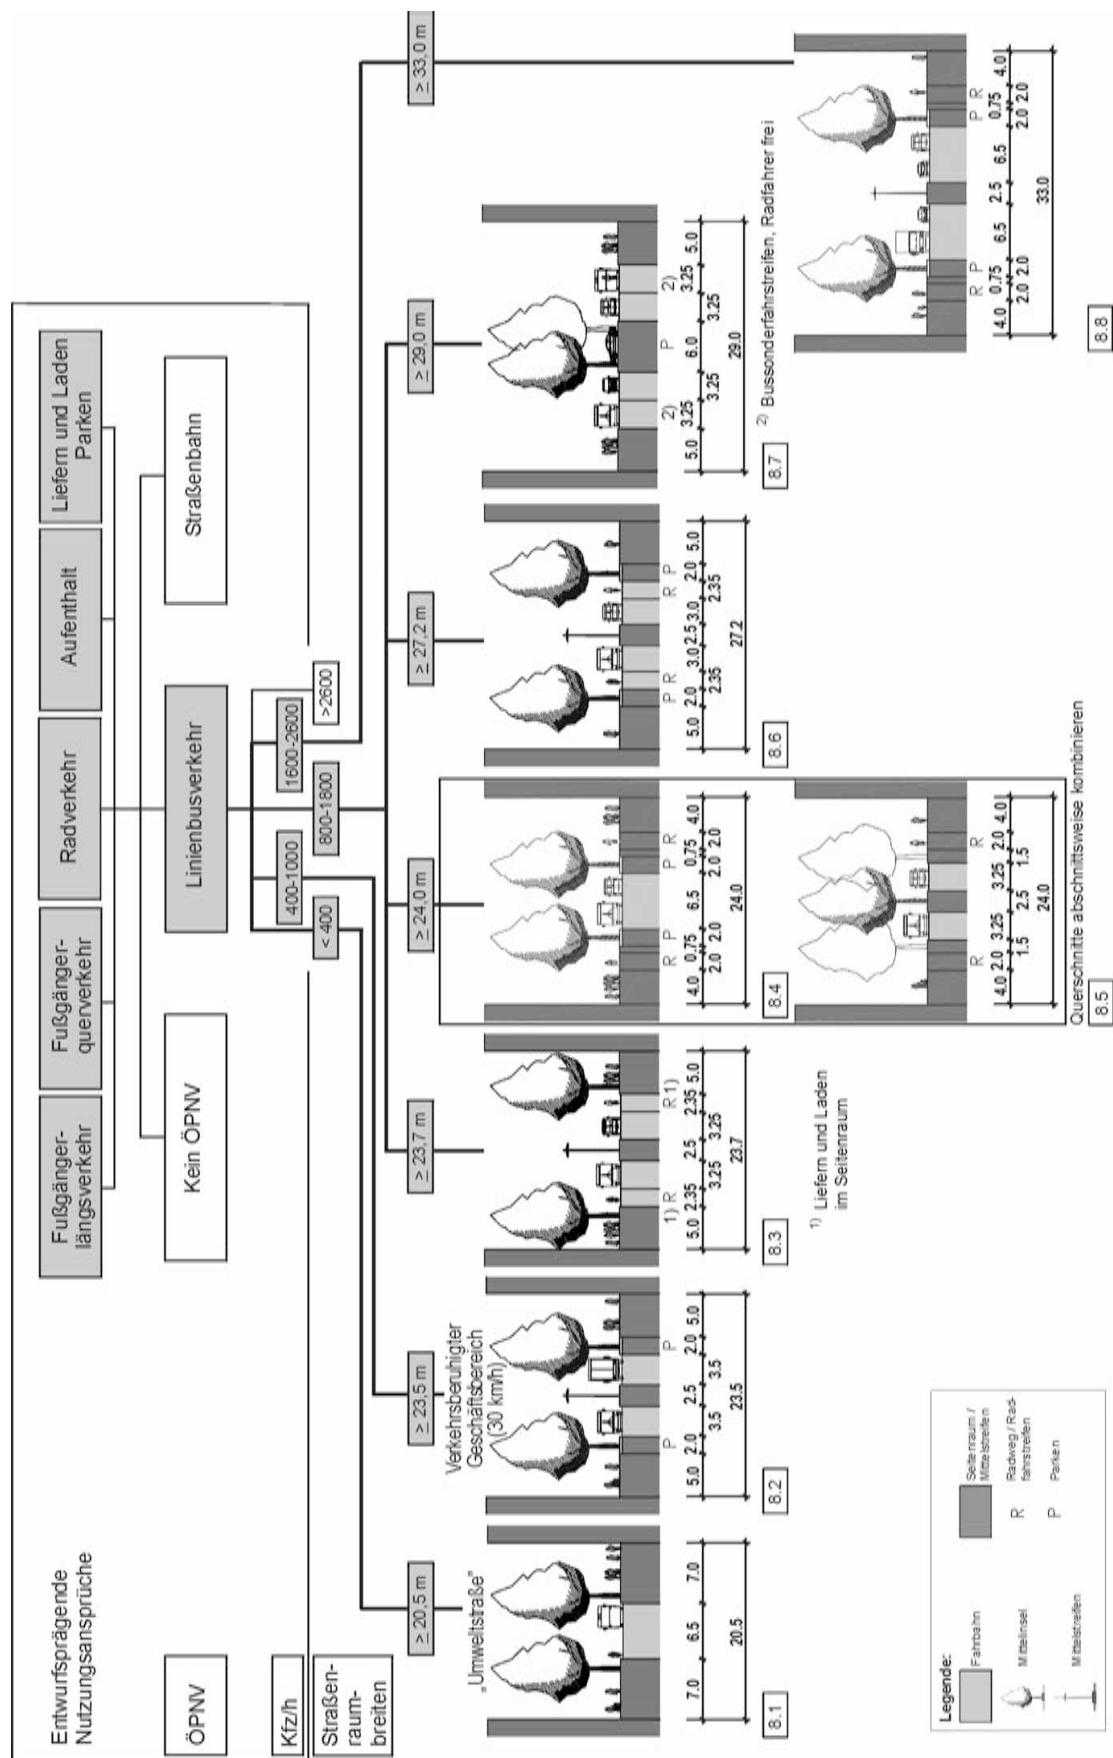 Entwurfsprägende
Nutzungsansprüche
Fußgänger-
längsverkehr
Fußgänger-
querverkehr
Radverkehr
Aufenthalt
Liefern und Laden
Parken
ÖPNV
Kein ÖPNV
Linienbusverkehr
Straßenbahn
Kfz/h
< 400
400-1000
800-1800
1600-2600
>2600
Straßen-
raum-
breiten
≥ 20,5 m
≥ 23,5 m
≥ 23,7 m
≥ 24,0 m
≥ 27,2 m
≥ 29,0 m
≥ 33,0 m
„Umweltstraße"
7.0 6.5 7.0
20.5
8.1
Verkehrsberuhigter
Geschäftsbereich
(30 km/h)
P P
5.0 2.0 2.5 2.0 5.0
3.5 3.5
23.5
8.2
1) R R 1)
5.0 2.35 2.5 2.35 5.0
3.25 3.25
23.7
8.3
1) Liefern und Laden
im Seitenraum
R P P R
4.0 0.75 6.5 0.75 4.0
2.0 2.0 2.0 2.0
24.0
8.4
R R
4.0 2.0 3.25 3.25 2.0 4.0
1.5 2.5 1.5
24.0
Querschnitte abschnittsweise kombinieren
8.5
P R R P
5.0 2.0 3.0 2.5 3.0 2.0 5.0
2.35 2.35
27.2
8.6
2) P 2)
5.0 3.25 6.0 3.25 5.0
3.25 3.25
29.0
8.7
2) Bussonderfahrstreifen, Radfahrer frei
R P P R
4.0 0.75 6.5 2.5 6.5 0.75 4.0
2.0 2.0 2.0 2.0
33.0
8.8
Legende:
Fahrbahn
Mittelinsel
Mittelstreifen
Seitenraum /
Mittelstreifen
R Radweg / Rad-
fahrstreifen
P Parken